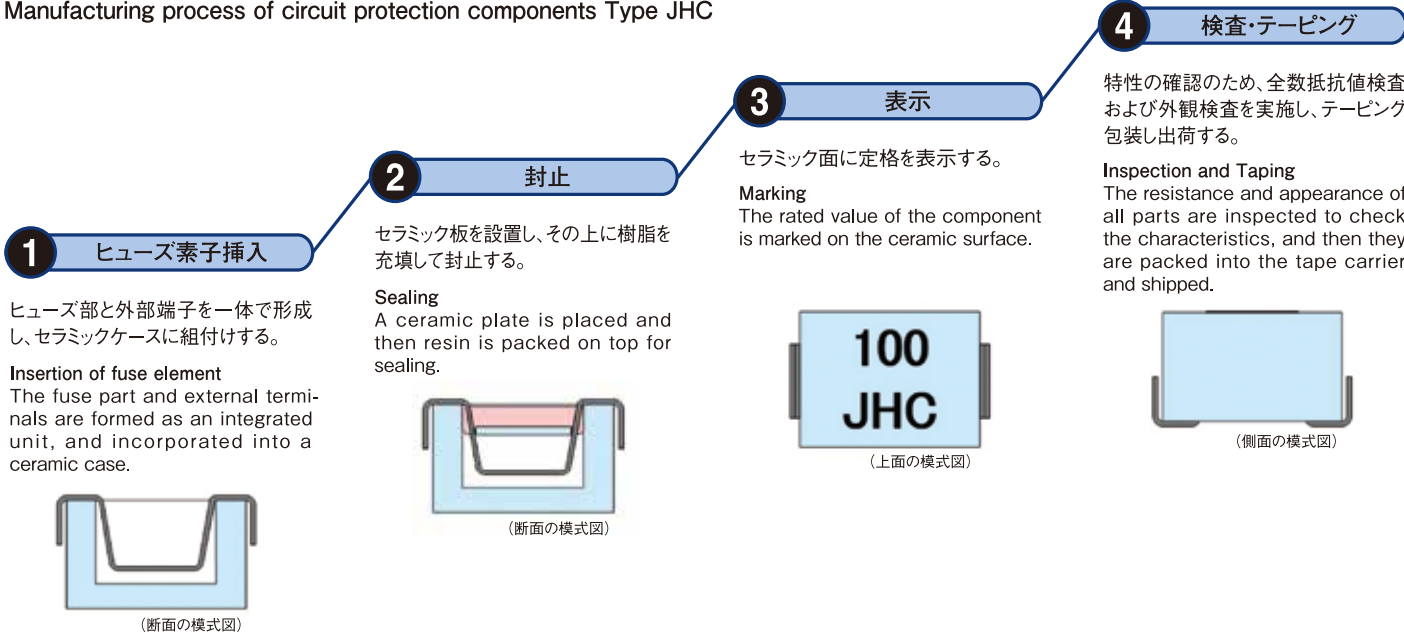 Manufacturing process of circuit protection components Type JHC
1
ヒューズ素子挿入
ヒューズ部と外部端子を一体で形成
し、セラミックケースに組付けする。
Insertion of fuse element
The fuse part and external termi-
nals are formed as an integrated
unit, and incorporated into a
ceramic case.
(断面の模式図)
2
封止
セラミック板を設置し、その上に樹脂を
充填して封止する。
Sealing
A ceramic plate is placed and
then resin is packed on top for
sealing.
(断面の模式図)
3
表示
セラミック面に定格を表示する。
Marking
The rated value of the component
is marked on the ceramic surface.
100
JHC
(上面の模式図)
4
検査・テーピング
特性の確認のため、全数抵抗値検査
および外観検査を実施し、テーピング
包装し出荷する。
Inspection and Taping
The resistance and appearance of
all parts are inspected to check
the characteristics, and then they
are packed into the tape carrier
and shipped.
(側面の模式図)